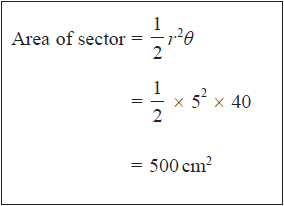 Area of sector = 1/2 r²θ
= 1/2 × 5² × 40
= 500 cm²